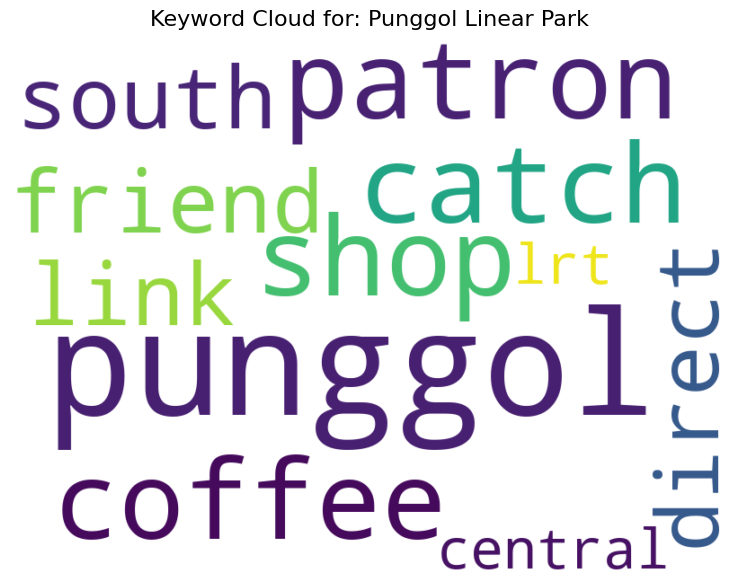 Keyword Cloud for: Punggol Linear Park
south
patron
friend
catch
shop
lrt
link
direct
punggol
coffee
central